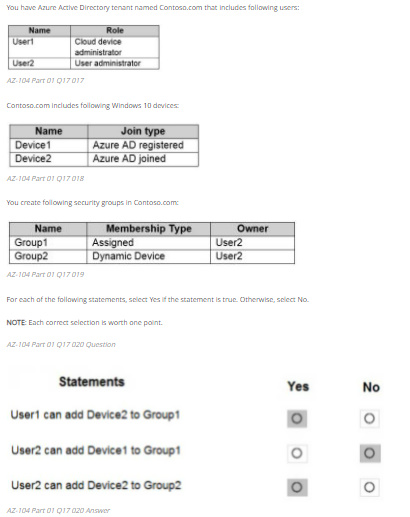 You have Azure Active Directory tenant named Contoso.com that includes following users:
Name Role
User1 Cloud device
administrator
User2 User administrator
AZ-104 Part 01 Q17 017
Contoso.com includes following Windows 10 devices:
Name Join type
Device1 Azure AD registered
Device2 Azure AD joined
AZ-104 Part 01 Q17 018
You create following security groups in Contoso.com:
Name Membership Type Owner
Group1 Assigned User2
Group2 Dynamic Device User2
AZ-104 Part 01 Q17 019
For each of the following statements, select Yes if the statement is true. Otherwise, select No.
NOTE: Each correct selection is worth one point.
AZ-104 Part 01 Q17 020 Question
Statements Yes No
User1 can add Device2 to Group1
User2 can add Device1 to Group1
User2 can add Device2 to Group2
AZ-104 Part 01 Q17 020 Answer